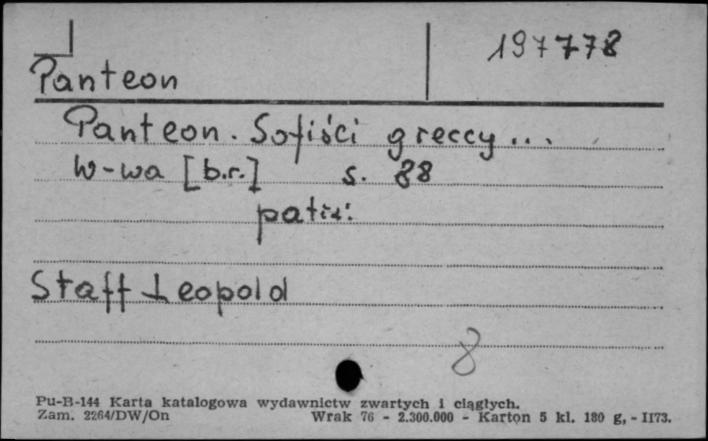 197778
Panteon
Panteon. Sofiści greccy...
W-wa [b.r.] s. 88
patrz:
Staff Leopold
8
Pu-B-144 Karta katalogowa wydawnictw zwartych i ciągłych.
Zam. 2264/DW/On Wrak 76 - 2.300.000 - Karton 5 kl. 180 g, - II73.